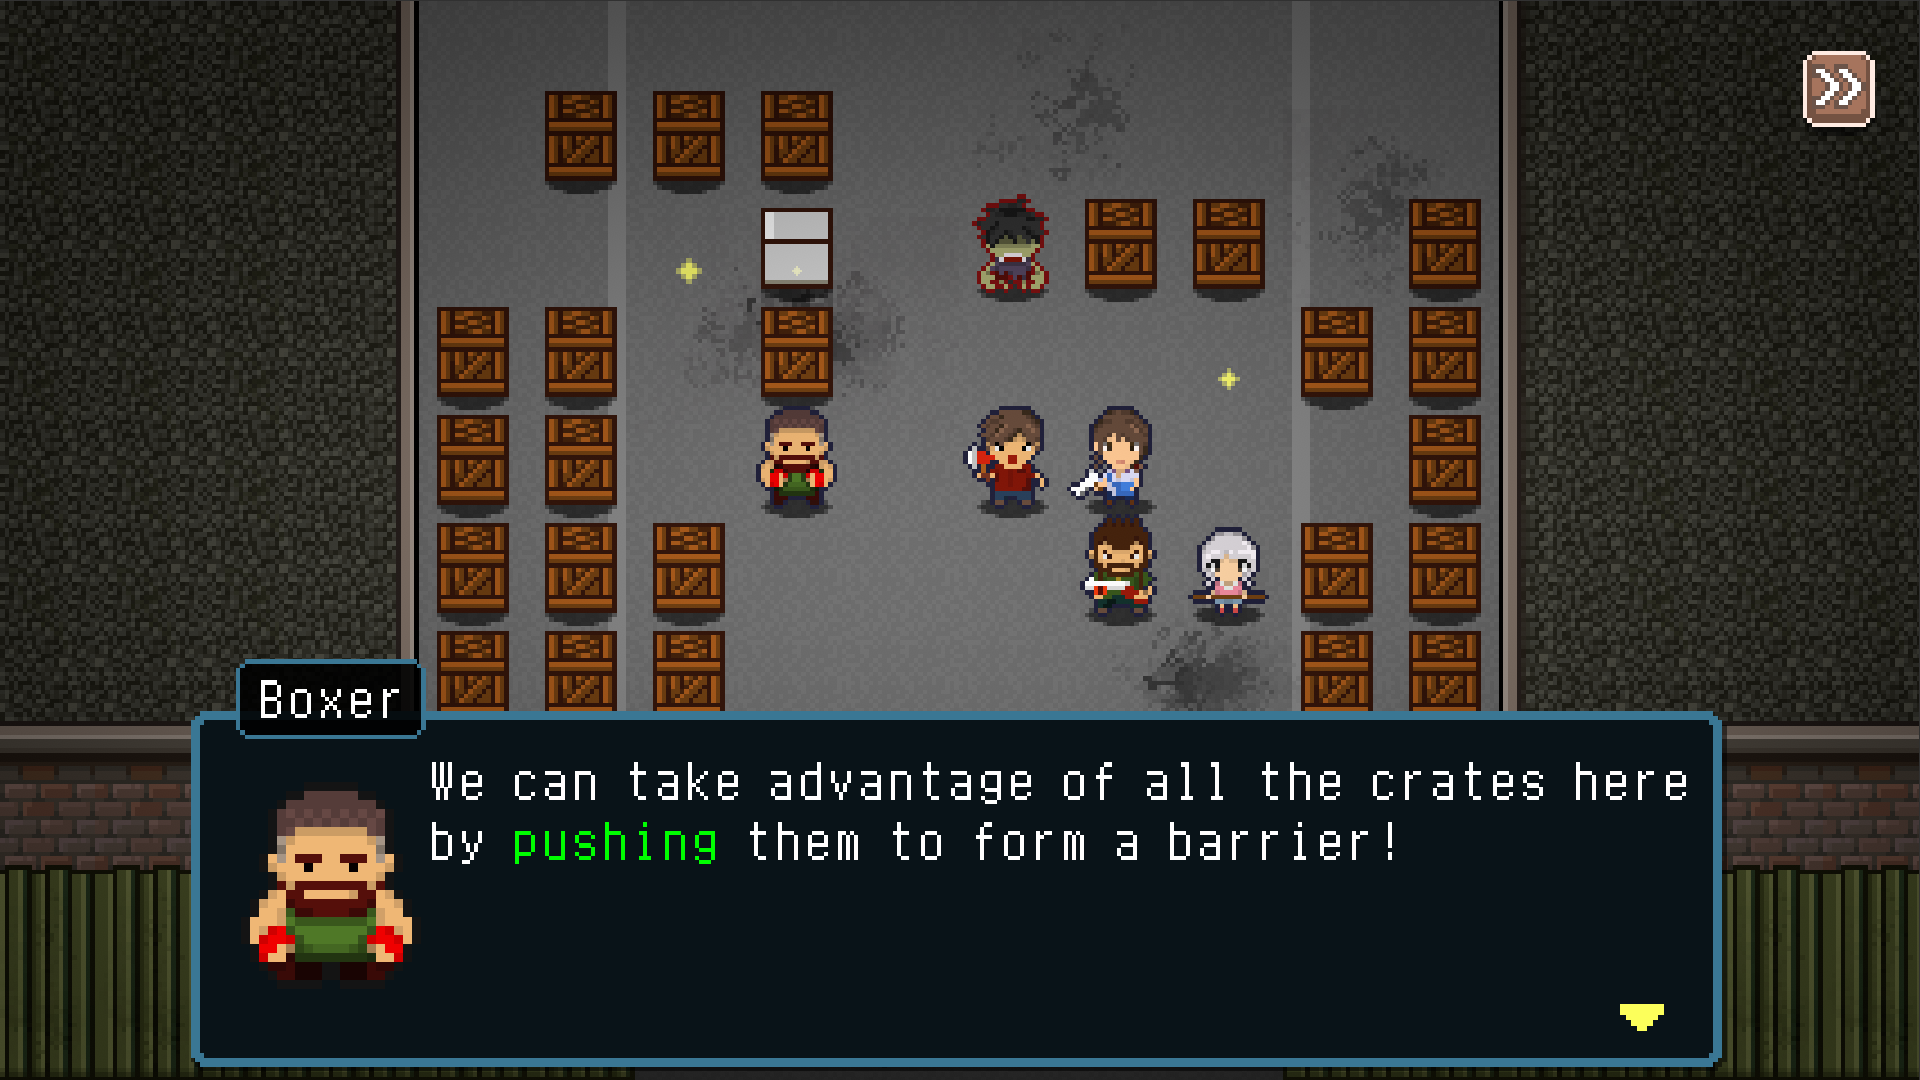 Boxer
We can take advantage of all the crates here
by pushing them to form a barrier!